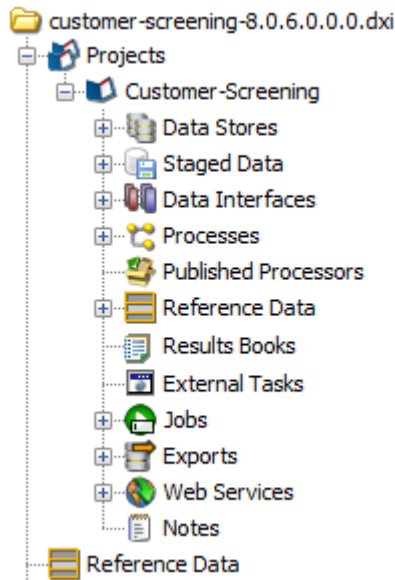 customer-screening-8.0.6.0.0.0.dxi
Projects
Customer-Screening
Data Stores
Staged Data
Data Interfaces
Processes
Published Processors
Reference Data
Results Books
External Tasks
Jobs
Exports
Web Services
Notes
Reference Data